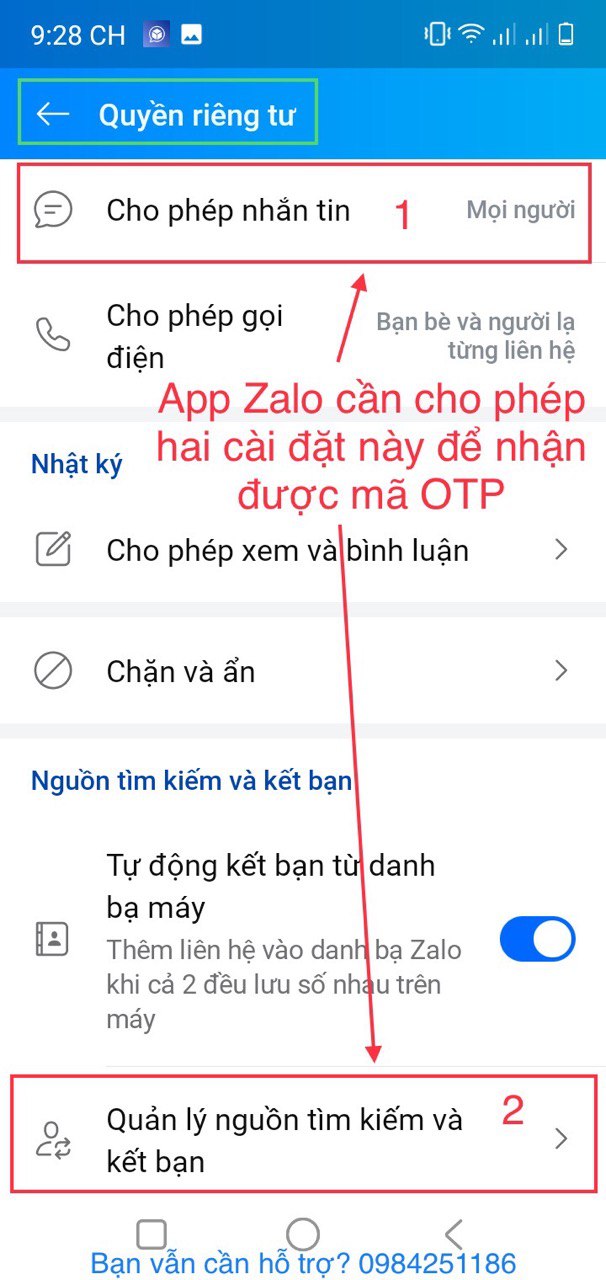 9:28 CH
Quyền riêng tư
Cho phép nhắn tin 1 Mọi người
Cho phép gọi
điện
Bạn bè và người lạ
từng liên hệ
App Zalo cần cho phép
hai cài đặt này để nhận
được mã OTP
Nhật ký
Cho phép xem và bình luận
Chặn và ẩn
Nguồn tìm kiếm và kết bạn
Tự động kết bạn từ danh
bạ máy
Thêm liên hệ vào danh bạ Zalo
khi cả 2 đều lưu số nhau trên
máy
Quản lý nguồn tìm kiếm và
kết bạn
2
Bạn vẫn cần hỗ trợ? 0984251186